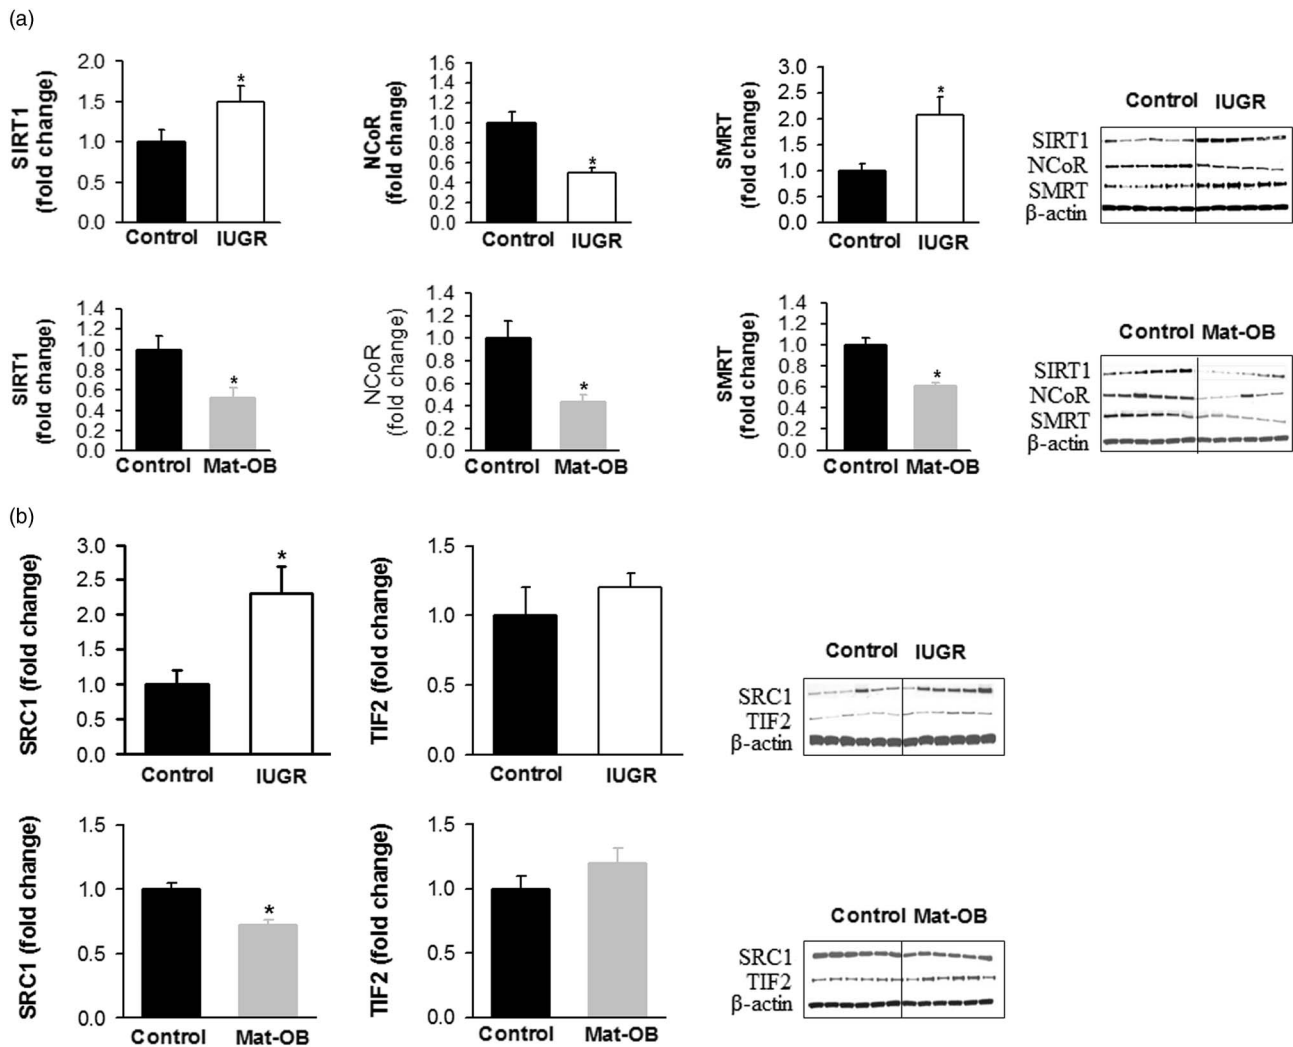 (a)
SIRT1
(fold change)
2.0
1.5
1.0
0.5
0.0
*
Control IUGR
NCoR
(fold change)
1.6
1.4
1.2
1.0
0.8
0.6
0.4
0.2
0.0
*
Control IUGR
SMRT
(fold change)
3.0
2.5
2.0
1.5
1.0
0.5
0.0
*
Control IUGR
Control IUGR
SIRT1
NCoR
SMRT
β-actin
SIRT1
(fold change)
1.4
1.2
1.0
0.8
0.6
0.4
0.2
0.0
*
Control Mat-OB
NCoR
(fold change)
1.4
1.2
1.0
0.8
0.6
0.4
0.2
0.0
*
Control Mat-OB
SMRT
(fold change)
1.4
1.2
1.0
0.8
0.6
0.4
0.2
0.0
*
Control Mat-OB
Control Mat-OB
SIRT1
NCoR
SMRT
β-actin
(b)
SRC1 (fold change)
3.0
2.5
2.0
1.5
1.0
0.5
0.0
*
Control IUGR
TIF2 (fold change)
1.5
1.0
0.5
0.0
Control IUGR
Control IUGR
SRC1
TIF2
β-actin
SRC1 (fold change)
1.5
1.0
0.5
0.0
*
Control Mat-OB
TIF2 (fold change)
1.5
1.0
0.5
0.0
Control Mat-OB
Control Mat-OB
SRC1
TIF2
β-actin